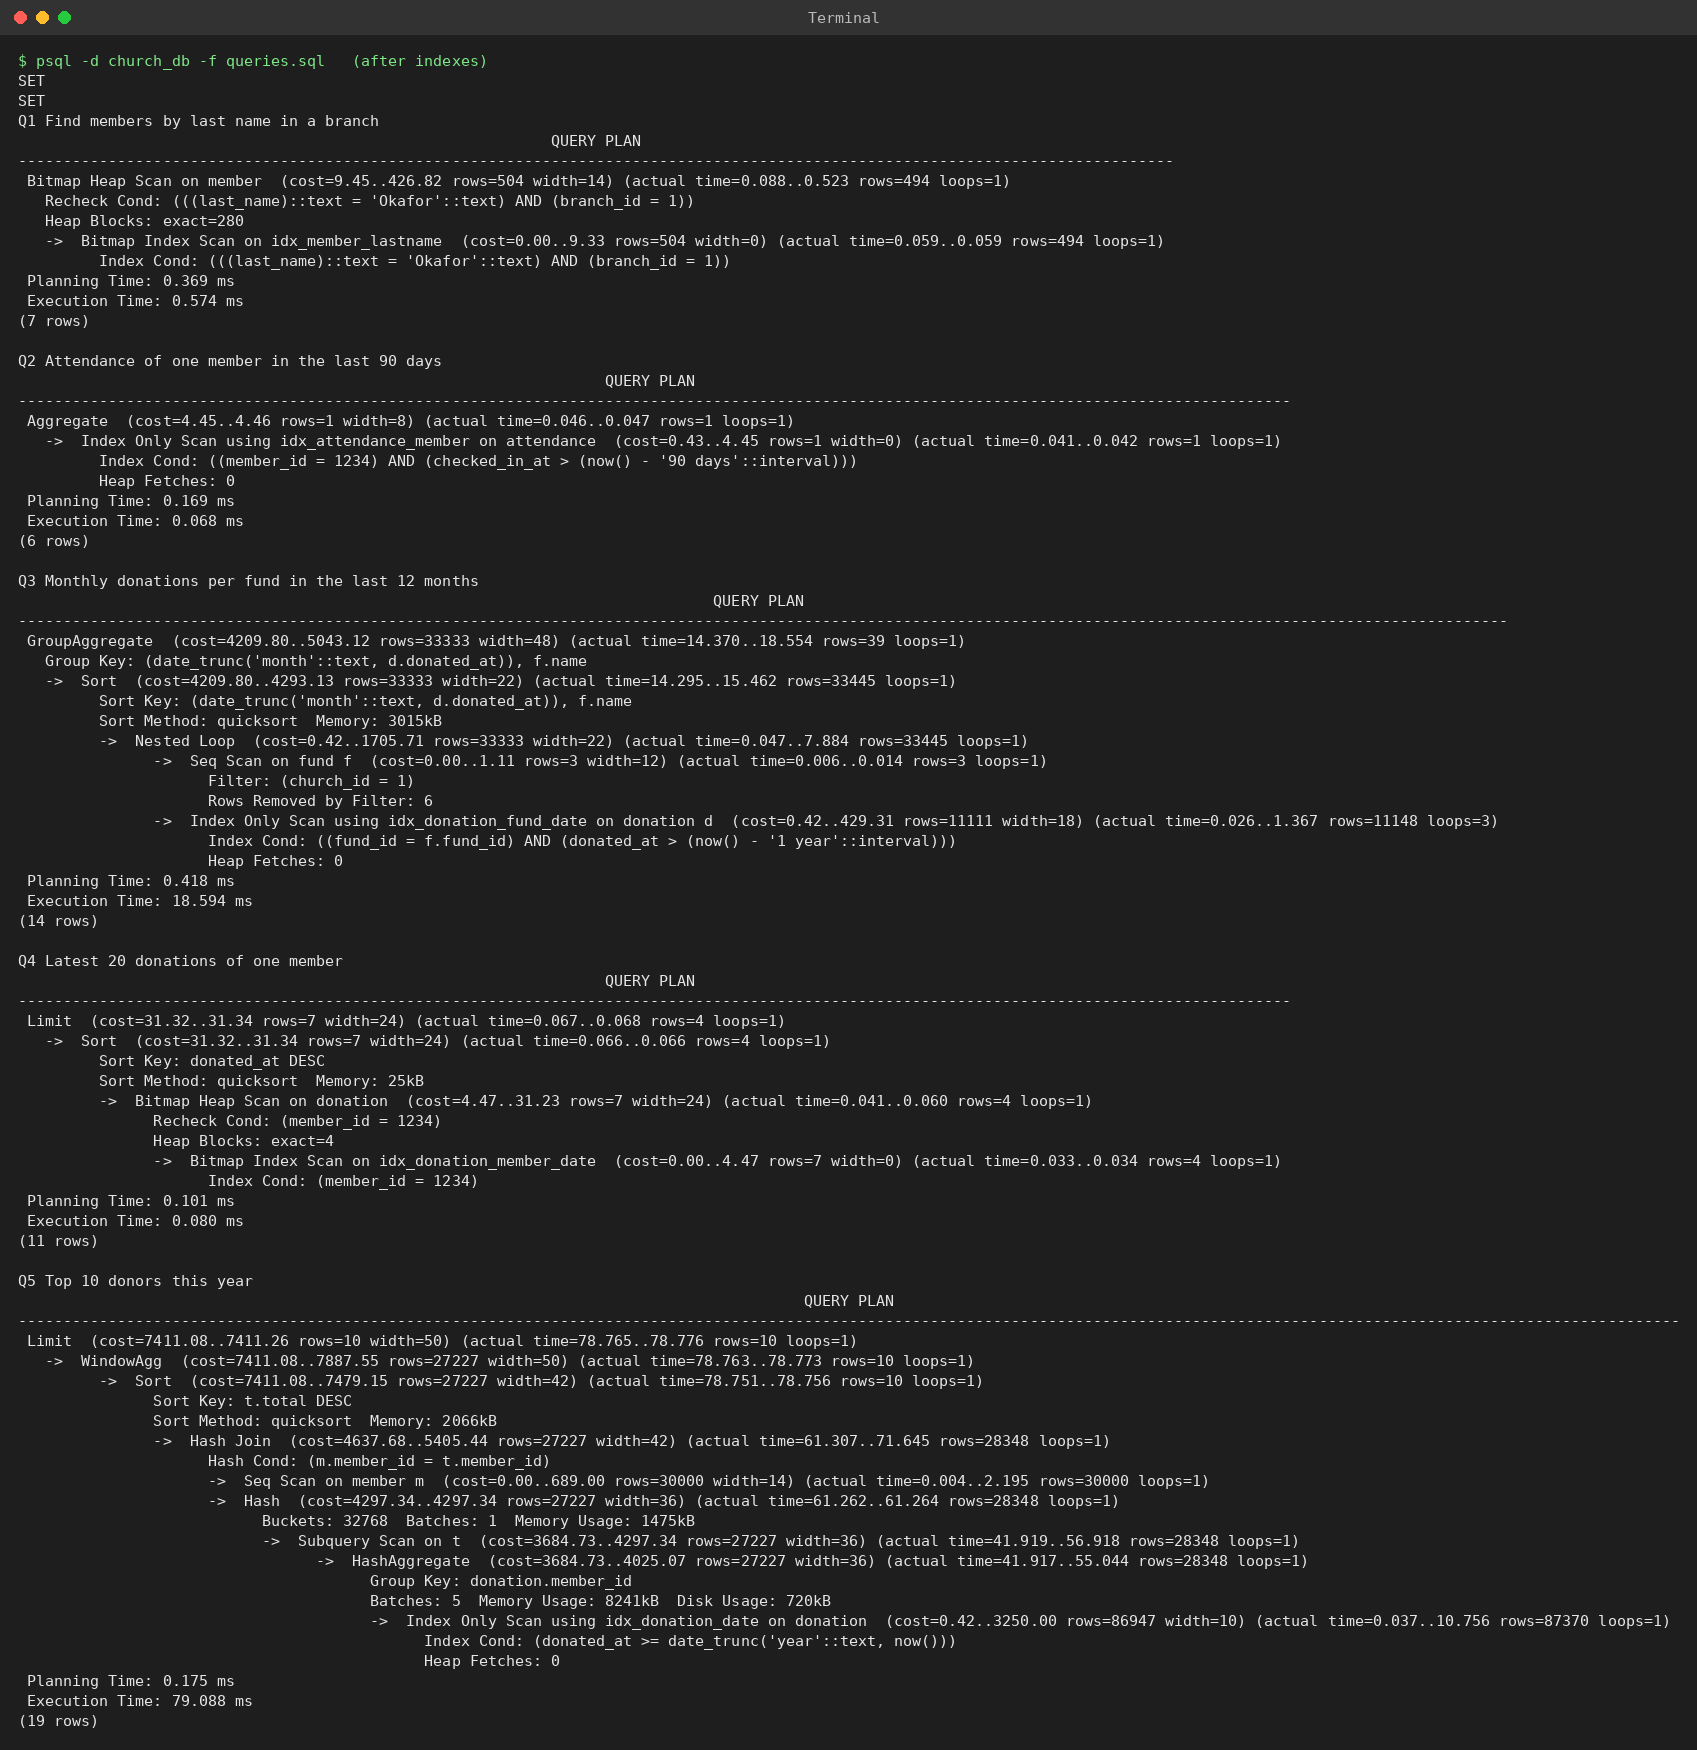 Terminal
$ psql -d church_db -f queries.sql   (after indexes)
SET
SET
Q1 Find members by last name in a branch
                                                           QUERY PLAN
--------------------------------------------------------------------------------------------------------------------------------
 Bitmap Heap Scan on member  (cost=9.45..426.82 rows=504 width=14) (actual time=0.088..0.523 rows=494 loops=1)
   Recheck Cond: (((last_name)::text = 'Okafor'::text) AND (branch_id = 1))
   Heap Blocks: exact=280
   ->  Bitmap Index Scan on idx_member_lastname  (cost=0.00..9.33 rows=504 width=0) (actual time=0.059..0.059 rows=494 loops=1)
         Index Cond: (((last_name)::text = 'Okafor'::text) AND (branch_id = 1))
 Planning Time: 0.369 ms
 Execution Time: 0.574 ms
(7 rows)

Q2 Attendance of one member in the last 90 days
                                                                 QUERY PLAN
---------------------------------------------------------------------------------------------------------------------------------------------
 Aggregate  (cost=4.45..4.46 rows=1 width=8) (actual time=0.046..0.047 rows=1 loops=1)
   ->  Index Only Scan using idx_attendance_member on attendance  (cost=0.43..4.45 rows=1 width=0) (actual time=0.041..0.042 rows=1 loops=1)
         Index Cond: ((member_id = 1234) AND (checked_in_at > (now() - '90 days'::interval)))
         Heap Fetches: 0
 Planning Time: 0.169 ms
 Execution Time: 0.068 ms
(6 rows)

Q3 Monthly donations per fund in the last 12 months
                                                                             QUERY PLAN
---------------------------------------------------------------------------------------------------------------------------------------------------------------------
 GroupAggregate  (cost=4209.80..5043.12 rows=33333 width=48) (actual time=14.370..18.554 rows=39 loops=1)
   Group Key: (date_trunc('month'::text, d.donated_at)), f.name
   ->  Sort  (cost=4209.80..4293.13 rows=33333 width=22) (actual time=14.295..15.462 rows=33445 loops=1)
         Sort Key: (date_trunc('month'::text, d.donated_at)), f.name
         Sort Method: quicksort  Memory: 3015kB
         ->  Nested Loop  (cost=0.42..1705.71 rows=33333 width=22) (actual time=0.047..7.884 rows=33445 loops=1)
               ->  Seq Scan on fund f  (cost=0.00..1.11 rows=3 width=12) (actual time=0.006..0.014 rows=3 loops=1)
                     Filter: (church_id = 1)
                     Rows Removed by Filter: 6
               ->  Index Only Scan using idx_donation_fund_date on donation d  (cost=0.42..429.31 rows=11111 width=18) (actual time=0.026..1.367 rows=11148 loops=3)
                     Index Cond: ((fund_id = f.fund_id) AND (donated_at > (now() - '1 year'::interval)))
                     Heap Fetches: 0
 Planning Time: 0.418 ms
 Execution Time: 18.594 ms
(14 rows)

Q4 Latest 20 donations of one member
                                                                 QUERY PLAN
---------------------------------------------------------------------------------------------------------------------------------------------
 Limit  (cost=31.32..31.34 rows=7 width=24) (actual time=0.067..0.068 rows=4 loops=1)
   ->  Sort  (cost=31.32..31.34 rows=7 width=24) (actual time=0.066..0.066 rows=4 loops=1)
         Sort Key: donated_at DESC
         Sort Method: quicksort  Memory: 25kB
         ->  Bitmap Heap Scan on donation  (cost=4.47..31.23 rows=7 width=24) (actual time=0.041..0.060 rows=4 loops=1)
               Recheck Cond: (member_id = 1234)
               Heap Blocks: exact=4
               ->  Bitmap Index Scan on idx_donation_member_date  (cost=0.00..4.47 rows=7 width=0) (actual time=0.033..0.034 rows=4 loops=1)
                     Index Cond: (member_id = 1234)
 Planning Time: 0.101 ms
 Execution Time: 0.080 ms
(11 rows)

Q5 Top 10 donors this year
                                                                                       QUERY PLAN
----------------------------------------------------------------------------------------------------------------------------------------------------------------------------------------
 Limit  (cost=7411.08..7411.26 rows=10 width=50) (actual time=78.765..78.776 rows=10 loops=1)
   ->  WindowAgg  (cost=7411.08..7887.55 rows=27227 width=50) (actual time=78.763..78.773 rows=10 loops=1)
         ->  Sort  (cost=7411.08..7479.15 rows=27227 width=42) (actual time=78.751..78.756 rows=10 loops=1)
               Sort Key: t.total DESC
               Sort Method: quicksort  Memory: 2066kB
               ->  Hash Join  (cost=4637.68..5405.44 rows=27227 width=42) (actual time=61.307..71.645 rows=28348 loops=1)
                     Hash Cond: (m.member_id = t.member_id)
                     ->  Seq Scan on member m  (cost=0.00..689.00 rows=30000 width=14) (actual time=0.004..2.195 rows=30000 loops=1)
                     ->  Hash  (cost=4297.34..4297.34 rows=27227 width=36) (actual time=61.262..61.264 rows=28348 loops=1)
                           Buckets: 32768  Batches: 1  Memory Usage: 1475kB
                           ->  Subquery Scan on t  (cost=3684.73..4297.34 rows=27227 width=36) (actual time=41.919..56.918 rows=28348 loops=1)
                                 ->  HashAggregate  (cost=3684.73..4025.07 rows=27227 width=36) (actual time=41.917..55.044 rows=28348 loops=1)
                                       Group Key: donation.member_id
                                       Batches: 5  Memory Usage: 8241kB  Disk Usage: 720kB
                                       ->  Index Only Scan using idx_donation_date on donation  (cost=0.42..3250.00 rows=86947 width=10) (actual time=0.037..10.756 rows=87370 loops=1)
                                             Index Cond: (donated_at >= date_trunc('year'::text, now()))
                                             Heap Fetches: 0
 Planning Time: 0.175 ms
 Execution Time: 79.088 ms
(19 rows)